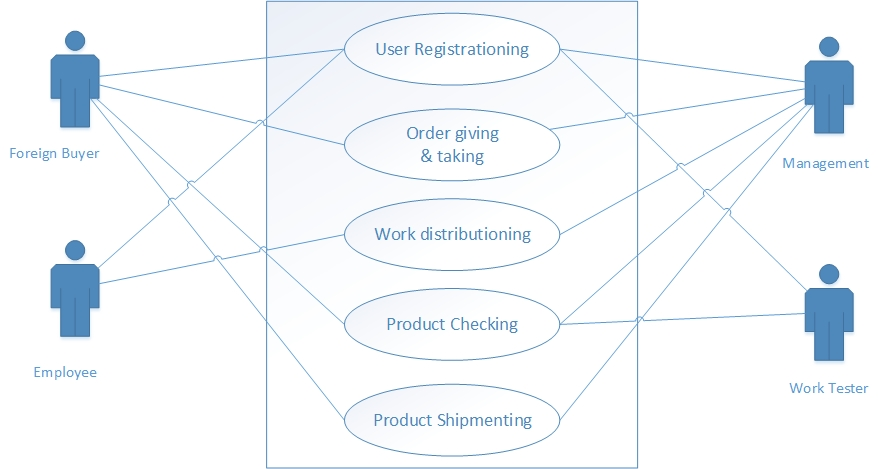 User Registrationing
Order giving
& taking
Foreign Buyer
Management
Work distributioning
Product Checking
Employee
Work Tester
Product Shipmenting